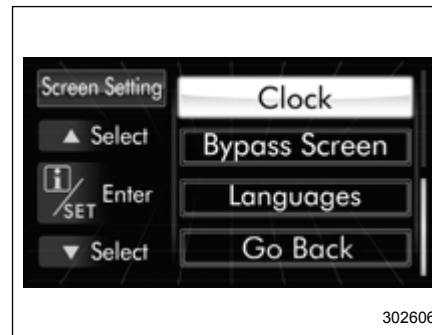 Screen Setting
Clock
▲ Select
Bypass Screen
i/SET Enter
Languages
▼ Select
Go Back
302606